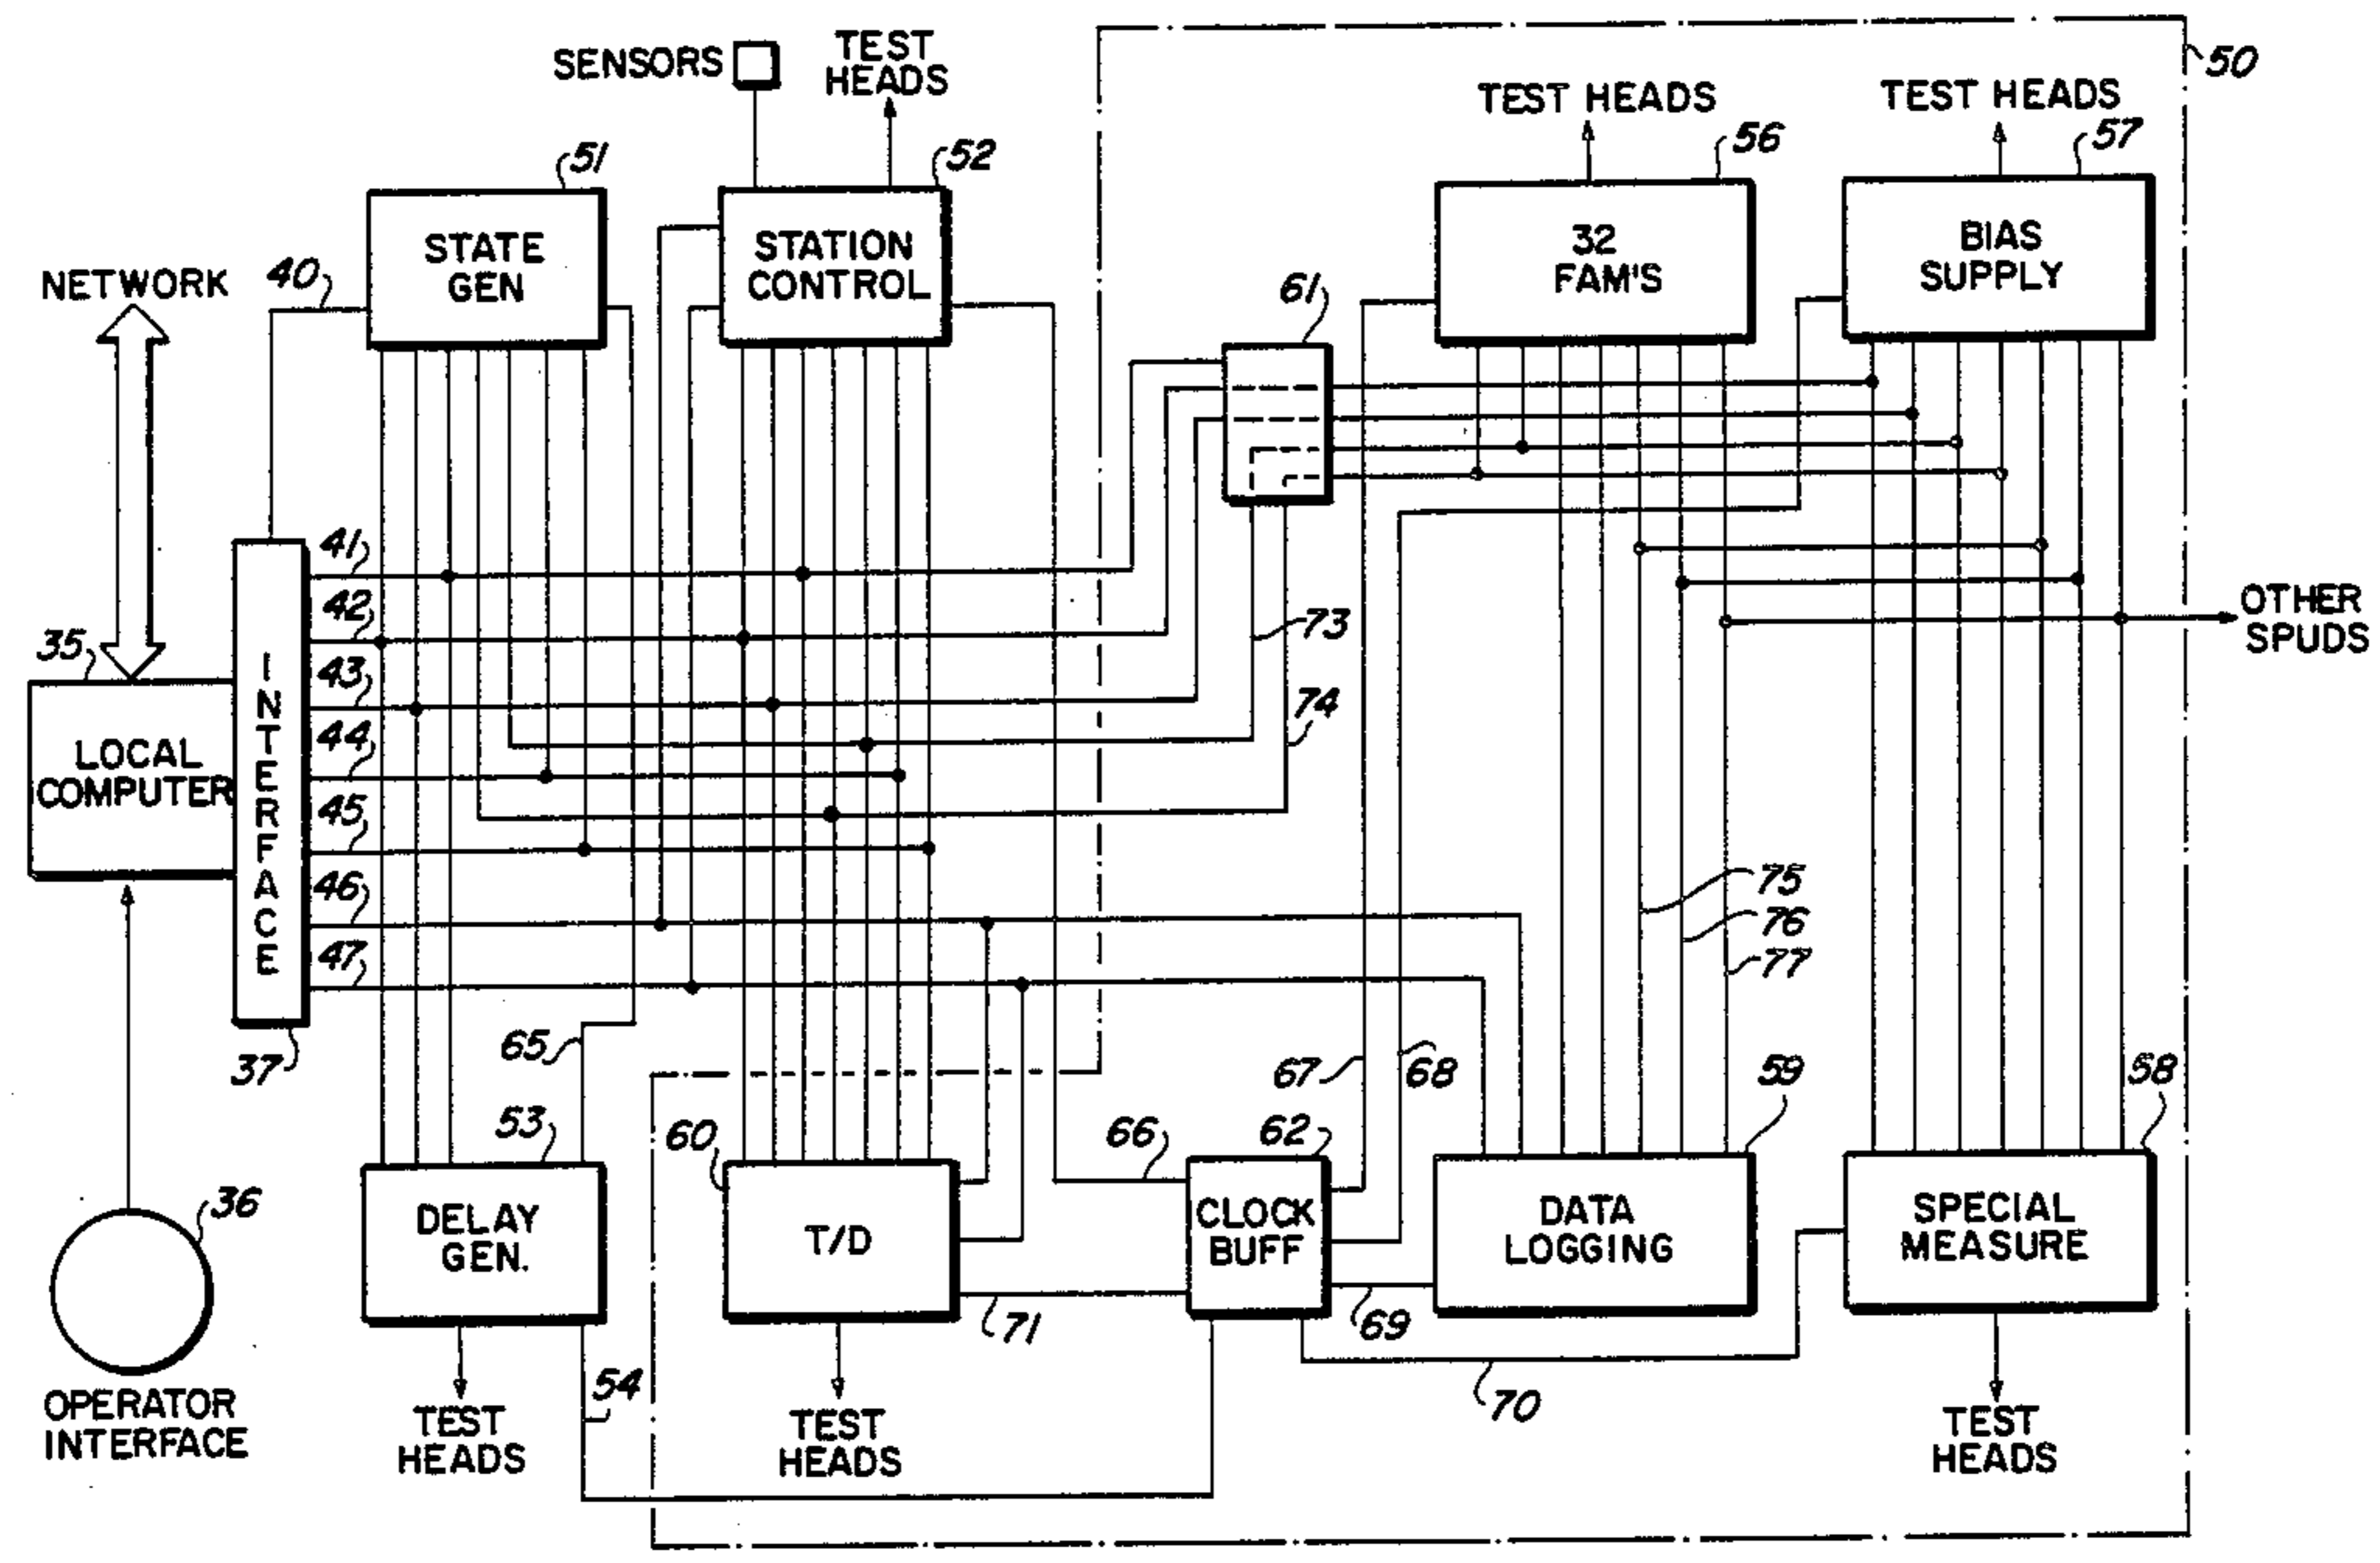 SENSORS
TEST
HEADS
50
TEST HEADS
TEST HEADS
51
52
56
57
STATE
GEN
STATION
CONTROL
32
FAM'S
BIAS
SUPPLY
NETWORK
40
61
41
42
OTHER
SPUDS
35
43
73
INTERFACE
44
74
LOCAL
COMPUTER
45
75
46
76
47
77
65
37
67
68
59
58
53
60
66
62
36
DELAY
GEN.
T/D
CLOCK
BUFF
DATA
LOGGING
SPECIAL
MEASURE
71
69
54
70
OPERATOR
INTERFACE
TEST
HEADS
TEST
HEADS
TEST
HEADS